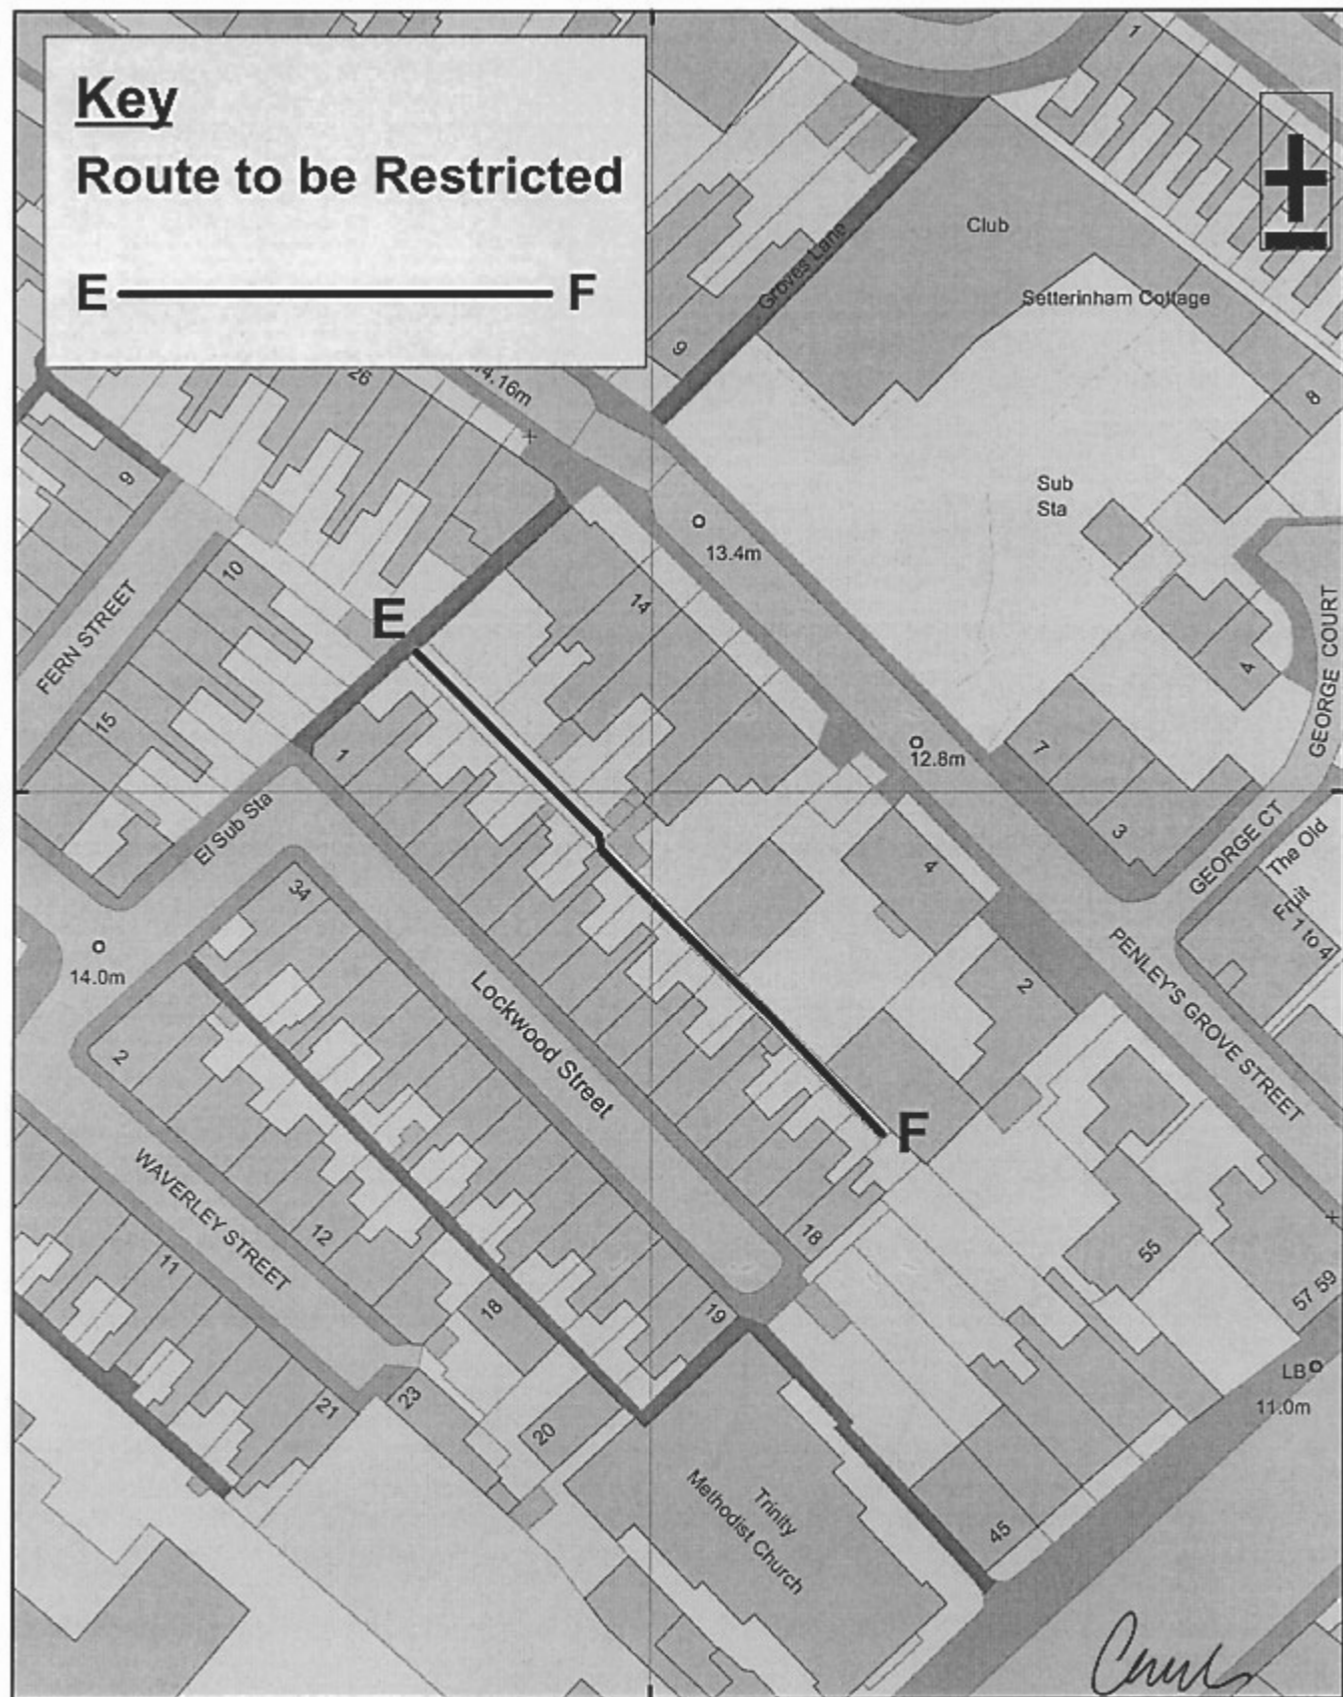 Key
Route to be Restricted
E F
1
Club
Groves Lane
Setterinham Cottage
9
14.16m
26
8
9
Sub
Sta
13.4m
10
14
E
FERN STREET
4
GEORGE COURT
15
1
7
12.8m
3
El Sub Sta
GEORGE CT
The Old
Fruit
1 to 4
4
34
14.0m
2
PENLEY'S GROVE STREET
Lockwood Street
2
F
WAVERLEY STREET
12
18
55
11
57 59
18
19
LB
11.0m
23
21
20
45
Trinity
Methodist Church